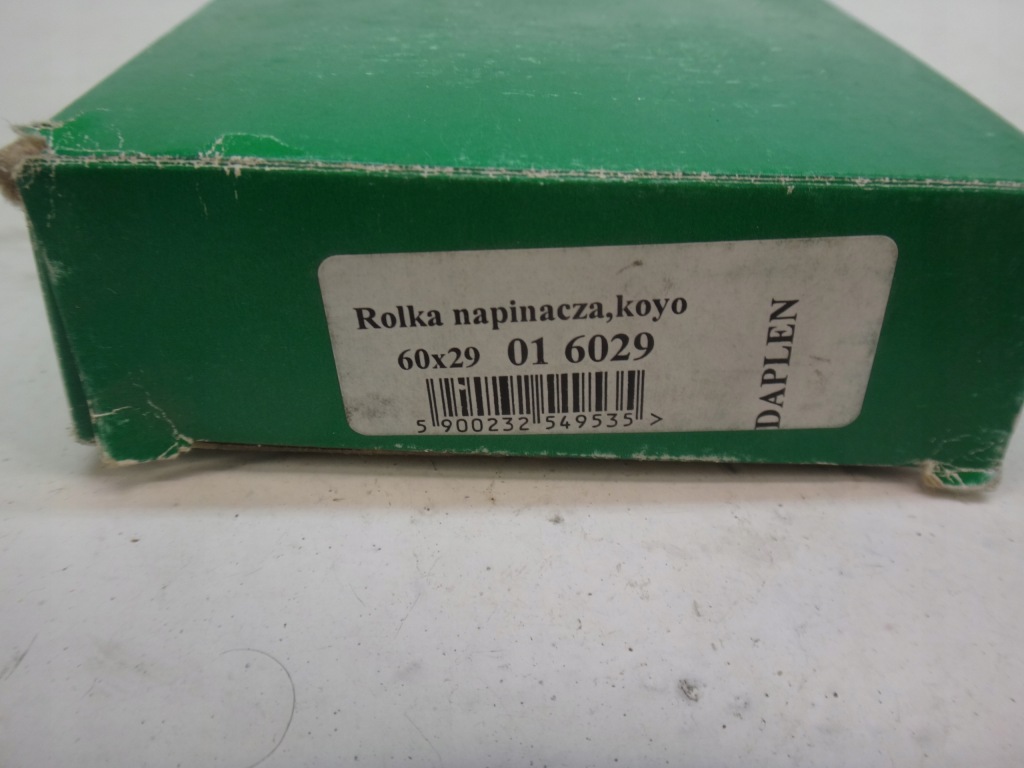 Rolka napinacza,koyo
60x29 01 6029
5 900232 549535 >
DAPLEN